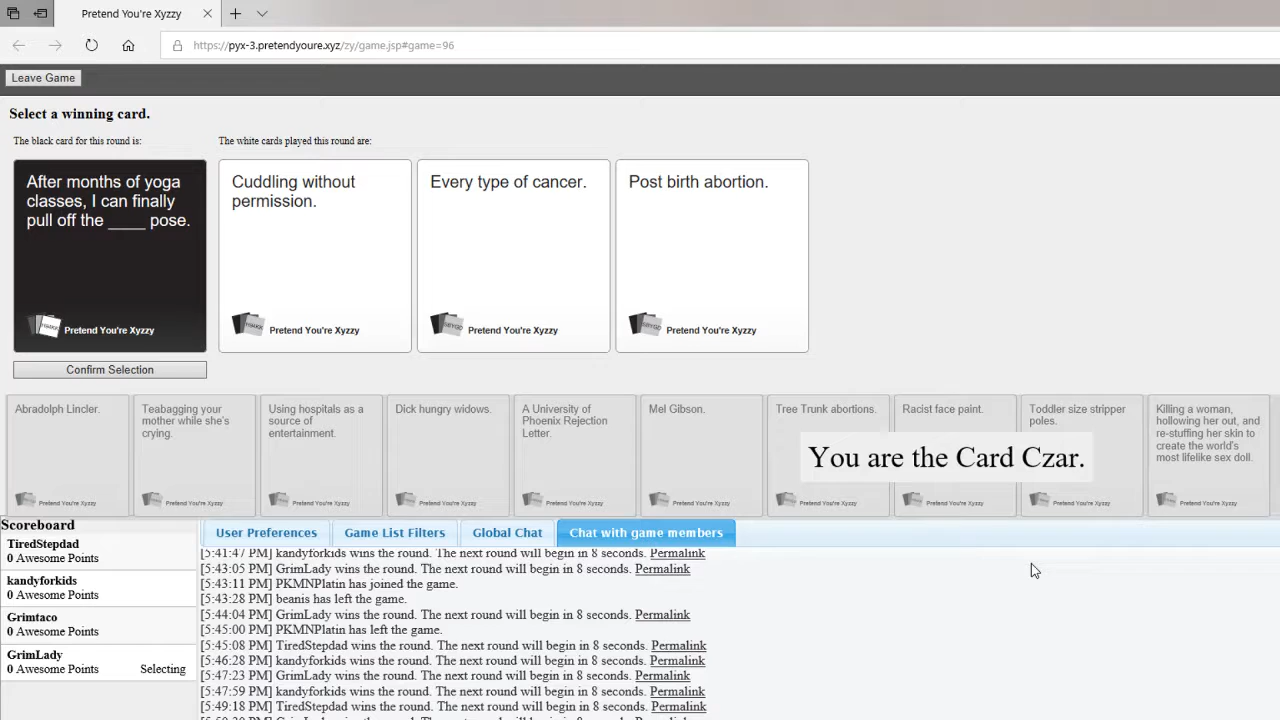 Pretend You're Xyzzy
https://pyx-3.pretendyoure.xyz/zy/game.jsp#game=96
Leave Game
Select a winning card.
The black card for this round is:
The white cards played this round are:
After months of yoga
classes, I can finally
pull off the ____ pose.
Pretend You're Xyzzy
Cuddling without
permission.
Pretend You're Xyzzy
Every type of cancer.
Pretend You're Xyzzy
Post birth abortion.
Pretend You're Xyzzy
Confirm Selection
Abradolph Lincler.
Pretend You're Xyzzy
Teabagging your
mother while she's
crying.
Pretend You're Xyzzy
Using hospitals as a
source of
entertainment.
Pretend You're Xyzzy
Dick hungry widows.
Pretend You're Xyzzy
A University of
Phoenix Rejection
Letter.
Pretend You're Xyzzy
Mel Gibson.
Pretend You're Xyzzy
Tree Trunk abortions.
Pretend You're Xyzzy
Racist face paint.
Pretend You're Xyzzy
Toddler size stripper
poles.
Pretend You're Xyzzy
Killing a woman,
hollowing her out, and
re-stuffing her skin to
create the world's
most lifelike sex doll.
Pretend You're Xyzzy
You are the Card Czar.
Scoreboard
TiredStepdad
0 Awesome Points
kandyforkids
0 Awesome Points
Grimtaco
0 Awesome Points
GrimLady
0 Awesome Points Selecting
User Preferences
Game List Filters
Global Chat
Chat with game members
[5:41:47 PM] kandyforkids wins the round. The next round will begin in 8 seconds. Permalink
[5:43:05 PM] GrimLady wins the round. The next round will begin in 8 seconds. Permalink
[5:43:11 PM] PKMNPlatin has joined the game.
[5:43:28 PM] beanis has left the game.
[5:44:04 PM] GrimLady wins the round. The next round will begin in 8 seconds. Permalink
[5:45:00 PM] PKMNPlatin has left the game.
[5:45:08 PM] TiredStepdad wins the round. The next round will begin in 8 seconds. Permalink
[5:46:28 PM] kandyforkids wins the round. The next round will begin in 8 seconds. Permalink
[5:47:23 PM] GrimLady wins the round. The next round will begin in 8 seconds. Permalink
[5:47:59 PM] kandyforkids wins the round. The next round will begin in 8 seconds. Permalink
[5:49:18 PM] TiredStepdad wins the round. The next round will begin in 8 seconds. Permalink